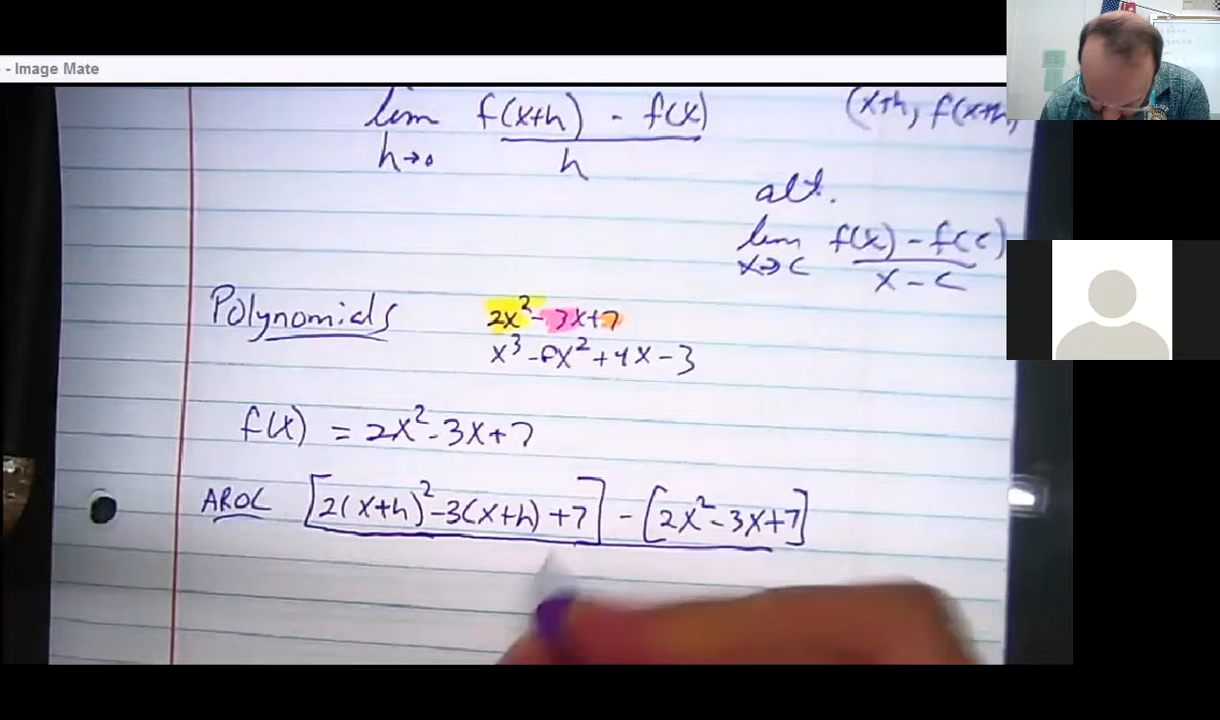 - Image Mate
lim f(x+h) - f(x)
h→0 h
(x+h, f(x+h,
alt.
lim f(x) - f(c)
x→c x - c
Polynomials 2x² - 3x+7
x³ - 6x² + 4x - 3
f(x) = 2x² - 3x + 7
AROC [2(x+h)² - 3(x+h) + 7] - [2x² - 3x + 7]